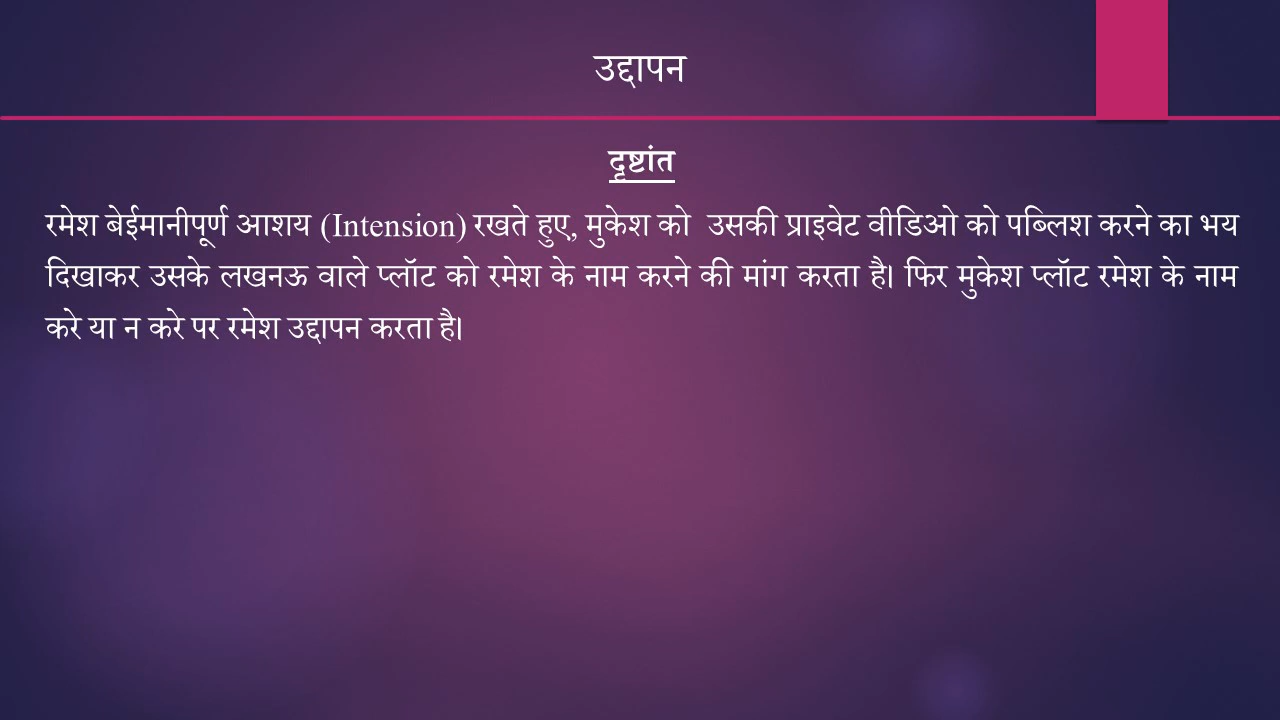 उद्दापन
दृष्टांत
रमेश बेईमानीपूर्ण आशय (Intension) रखते हुए, मुकेश को उसकी प्राइवेट वीडिओ को पब्लिश करने का भय
दिखाकर उसके लखनऊ वाले प्लॉट को रमेश के नाम करने की मांग करता है। फिर मुकेश प्लॉट रमेश के नाम
करे या न करे पर रमेश उद्दापन करता है।